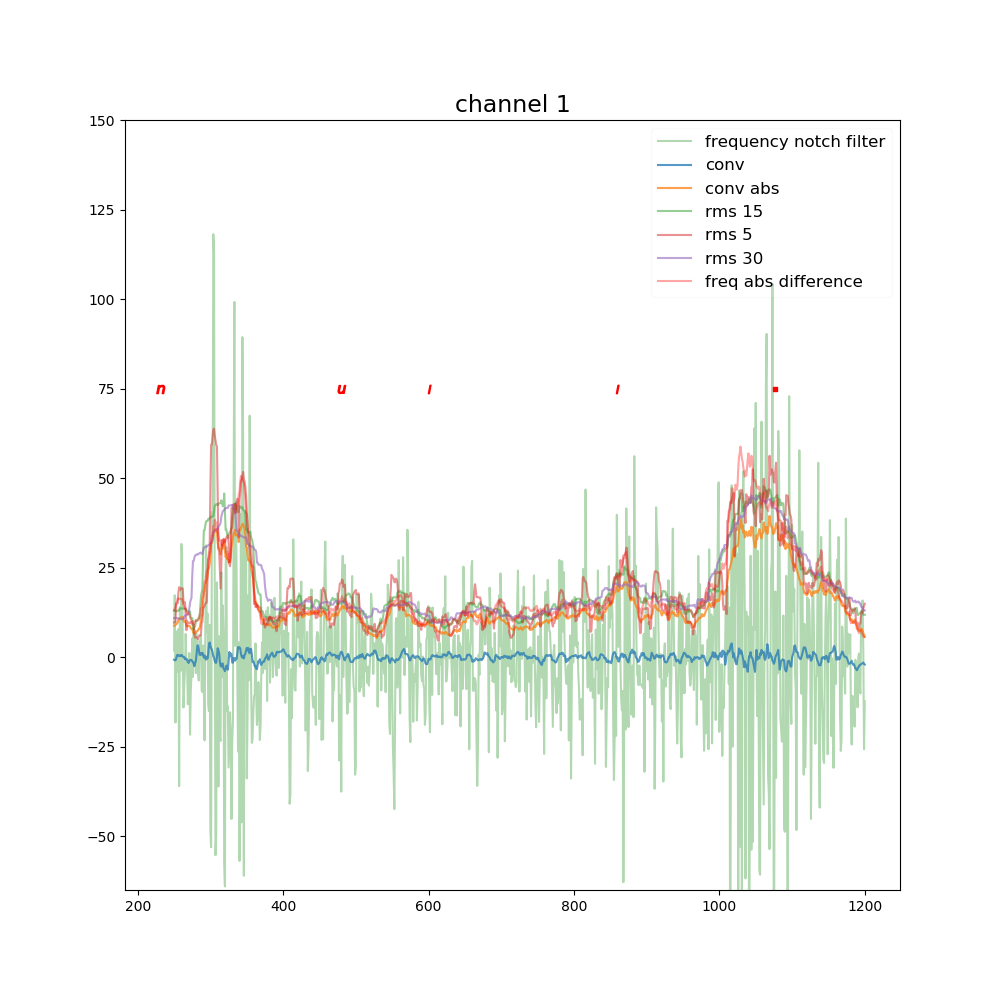 channel 1
150
125
100
75
50
25
0
−25
−50
frequency notch filter
conv
conv abs
rms 15
rms 5
rms 30
freq abs difference
n u ı ı .
200 400 600 800 1000 1200